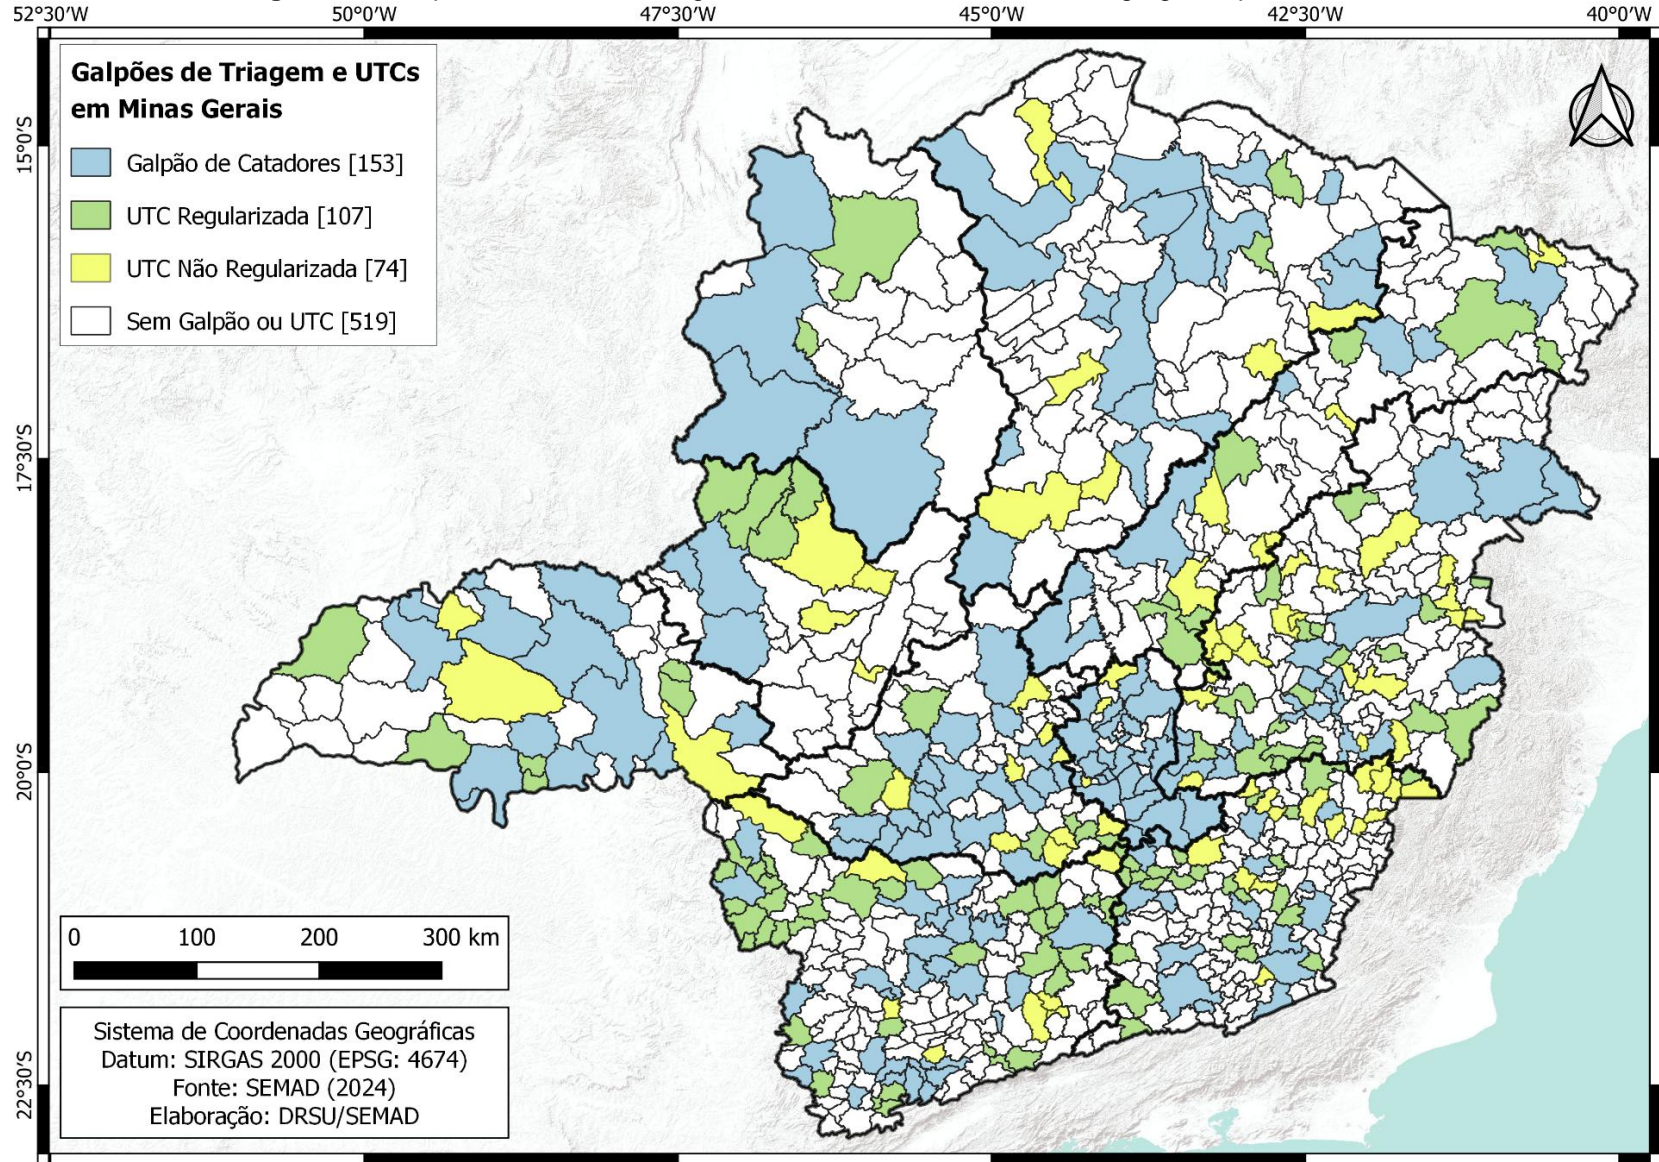 52°30'W 50°0'W 47°30'W 45°0'W 42°30'W 40°0'W
Galpões de Triagem e UTCs
em Minas Gerais
Galpão de Catadores [153]
UTC Regularizada [107]
UTC Não Regularizada [74]
Sem Galpão ou UTC [519]
15°0'S
17°30'S
20°0'S
22°30'S
0 100 200 300 km
Sistema de Coordenadas Geográficas
Datum: SIRGAS 2000 (EPSG: 4674)
Fonte: SEMAD (2024)
Elaboração: DRSU/SEMAD